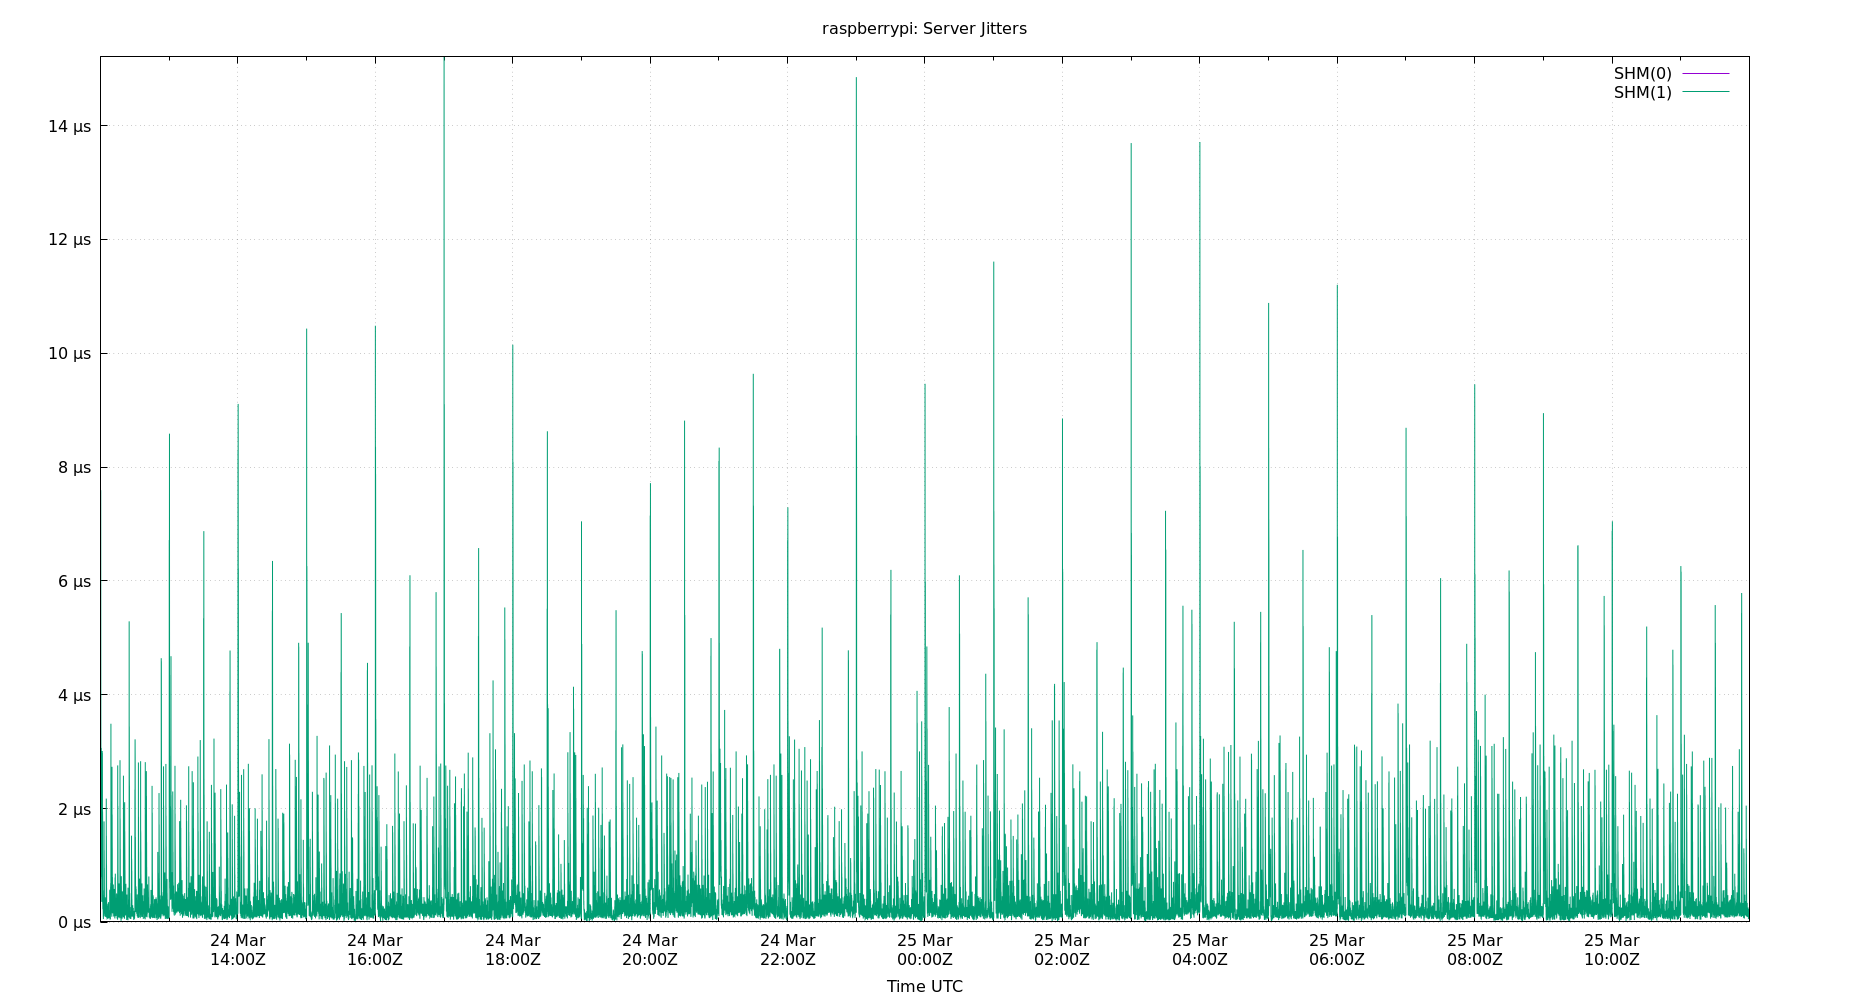 raspberrypi: Server Jitters
SHM(0)
SHM(1)
14 µs
12 µs
10 µs
8 µs
6 µs
4 µs
2 µs
0 µs
24 Mar 24 Mar 24 Mar 24 Mar 24 Mar 25 Mar 25 Mar 25 Mar 25 Mar 25 Mar 25 Mar
14:00Z 16:00Z 18:00Z 20:00Z 22:00Z 00:00Z 02:00Z 04:00Z 06:00Z 08:00Z 10:00Z
Time UTC